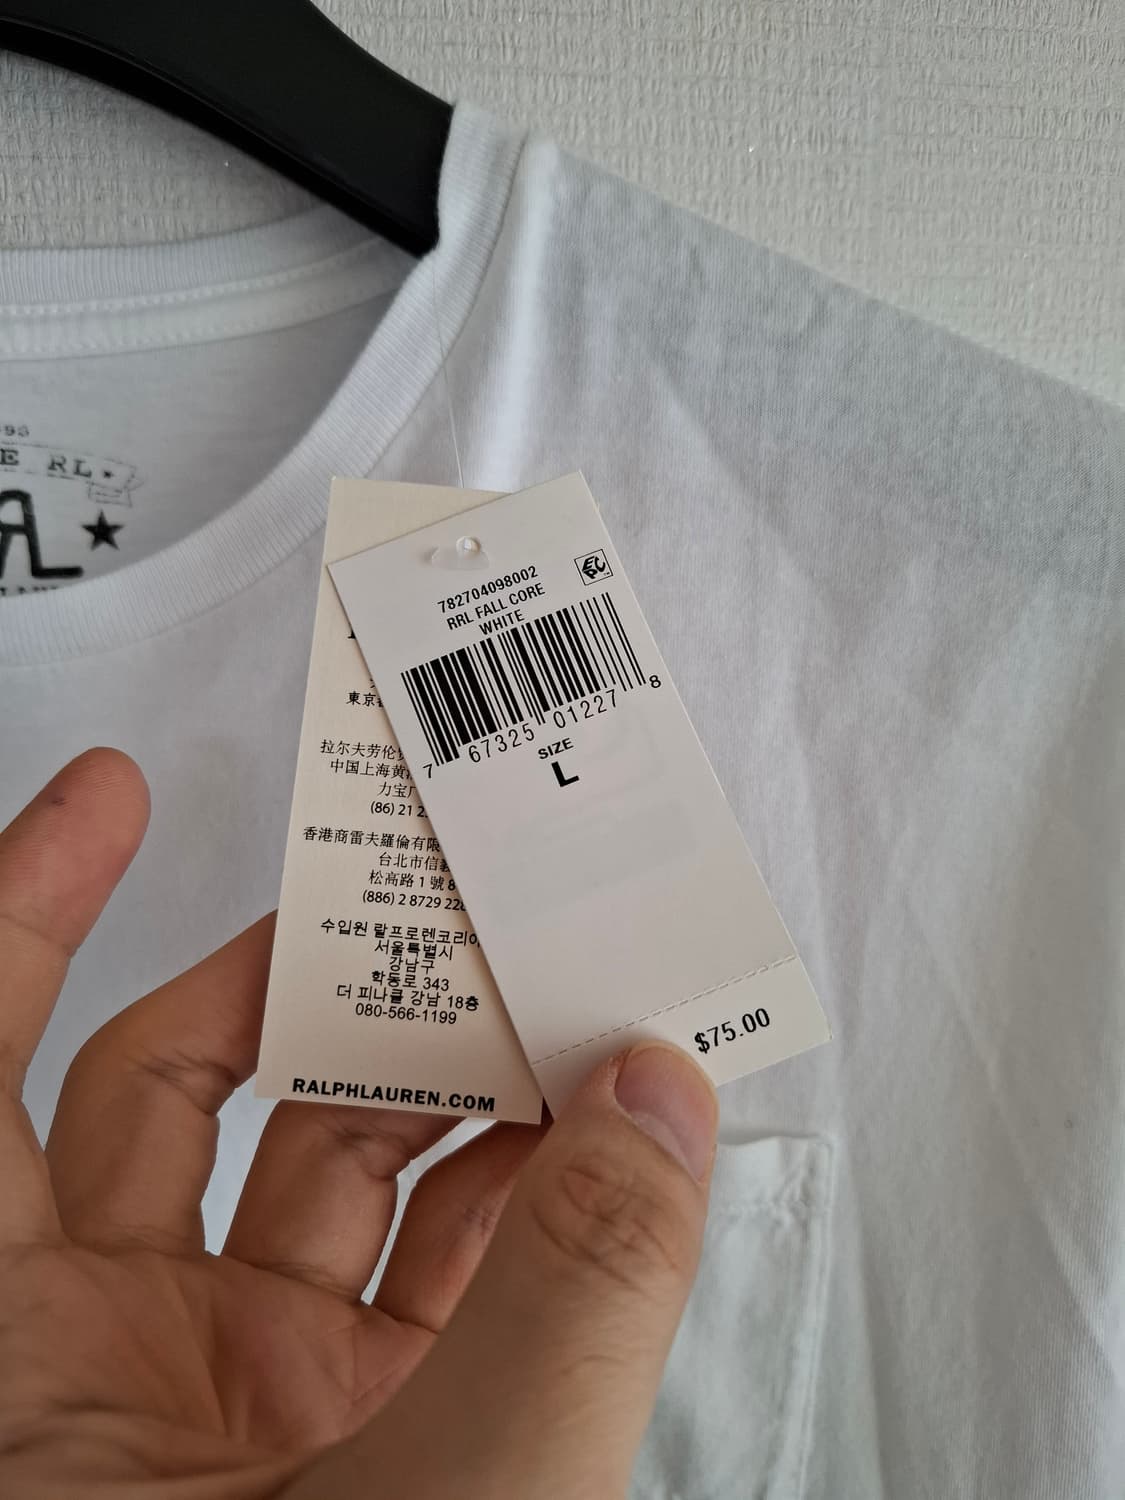 RL
RL
782704098002
RRL FALL CORE
WHITE
7 67325 01227 8
SIZE
L
$75.00
東京
拉尔夫劳伦
中国上海黄
力宝
(86) 21 2
香港商雷夫羅倫有限
台北市信義
松高路 1 號 8
(886) 2 8729 228
수입원 랄프로렌코리아
서울특별시
강남구
학동로 343
더 피나클 강남 18층
080-566-1199
RALPHLAUREN.COM